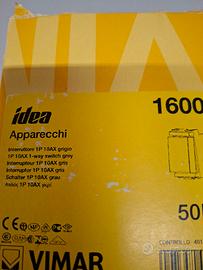 idea
1600
Apparecchi
Interruttore 1P 10AX grigio
1P 10AX 1-way switch grey
Interrupteur 1P 10AX gris
Interruptor 1P 10AX gris
Schalter 1P 10AX grau
50
CONTROLLO
VIMAR